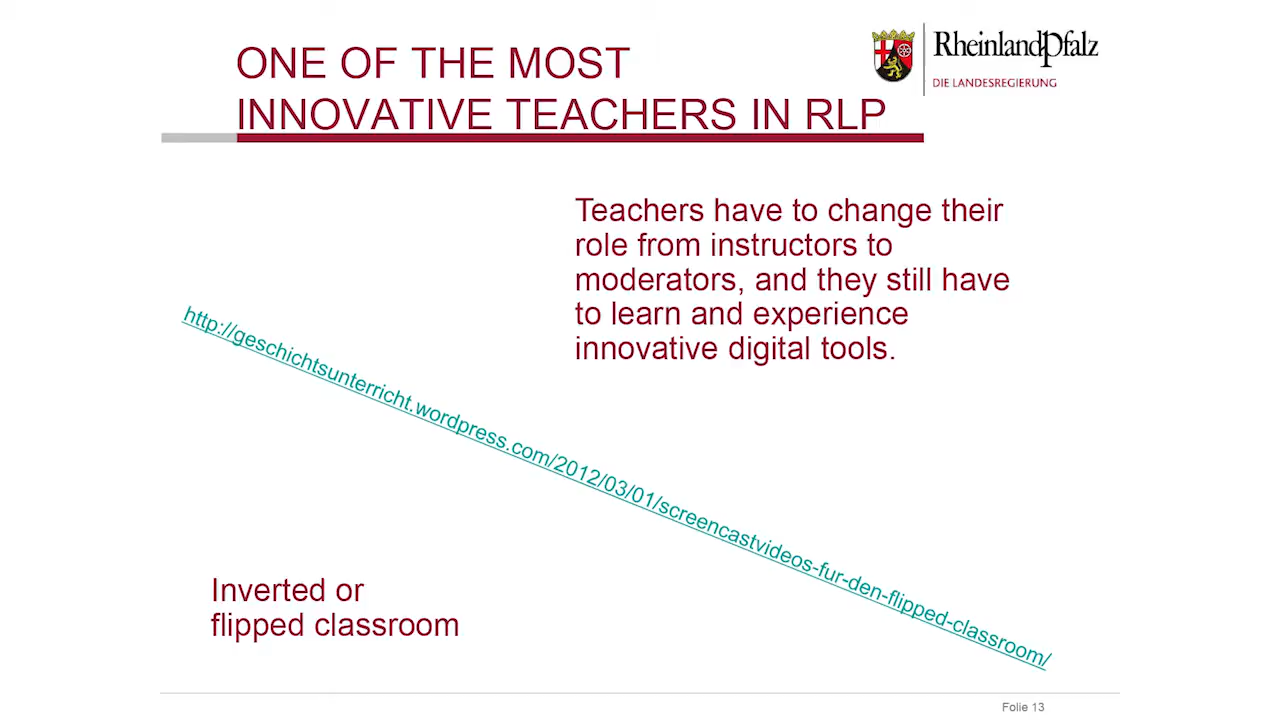 ONE OF THE MOST
INNOVATIVE TEACHERS IN RLP
RheinlandPfalz
DIE LANDESREGIERUNG
Teachers have to change their
role from instructors to
moderators, and they still have
to learn and experience
innovative digital tools.
http://geschichtsunterricht.wordpress.com/2012/03/01/screencastvideos-fur-den-flipped-classroom/
Inverted or
flipped classroom
Folie 13